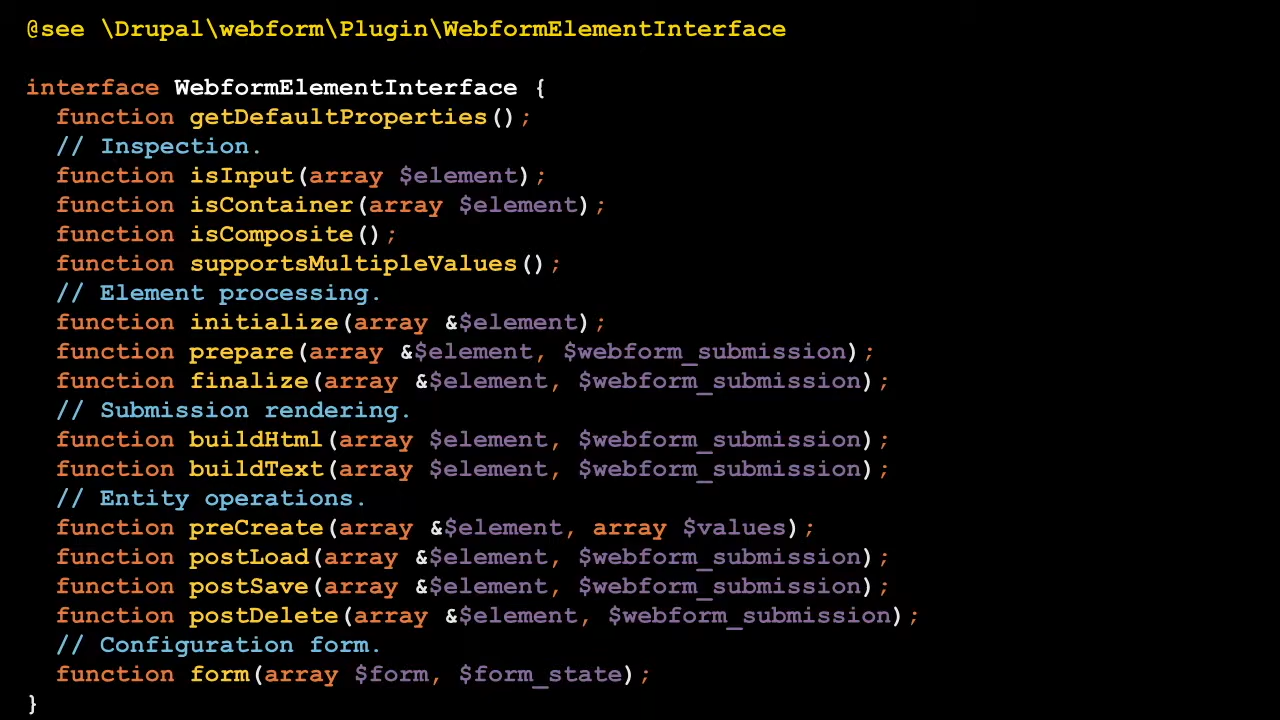 @see \Drupal\webform\Plugin\WebformElementInterface
interface WebformElementInterface {
function getDefaultProperties();
// Inspection.
function isInput(array $element);
function isContainer(array $element);
function isComposite();
function supportsMultipleValues();
// Element processing.
function initialize(array &$element);
function prepare(array &$element, $webform_submission);
function finalize(array &$element, $webform_submission);
// Submission rendering.
function buildHtml(array $element, $webform_submission);
function buildText(array $element, $webform_submission);
// Entity operations.
function preCreate(array &$element, array $values);
function postLoad(array &$element, $webform_submission);
function postSave(array &$element, $webform_submission);
function postDelete(array &$element, $webform_submission);
// Configuration form.
function form(array $form, $form_state);
}